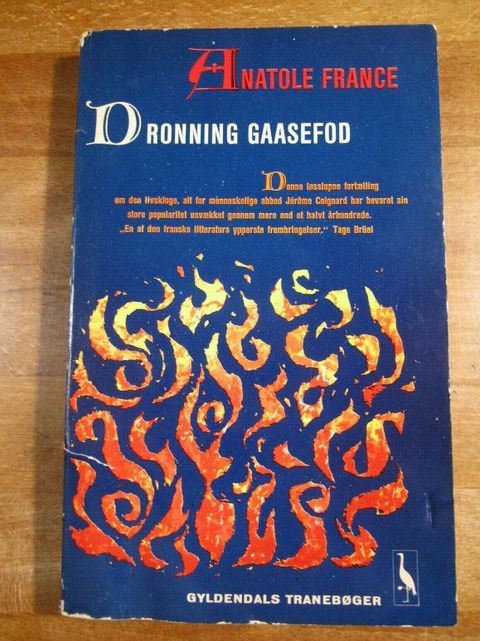 ANATOLE FRANCE
DRONNING GAASEFOD
Denne løsslupne fortælling
om den livskloge, alt for menneskelige abbed Jérôme Coignard har bevaret sin
store popularitet usvækket gennem mere end et halvt århundrede.
„En af den franske litteraturs ypperste frembringelser.” Tage Brüel
GYLDENDALS TRANEBØGER